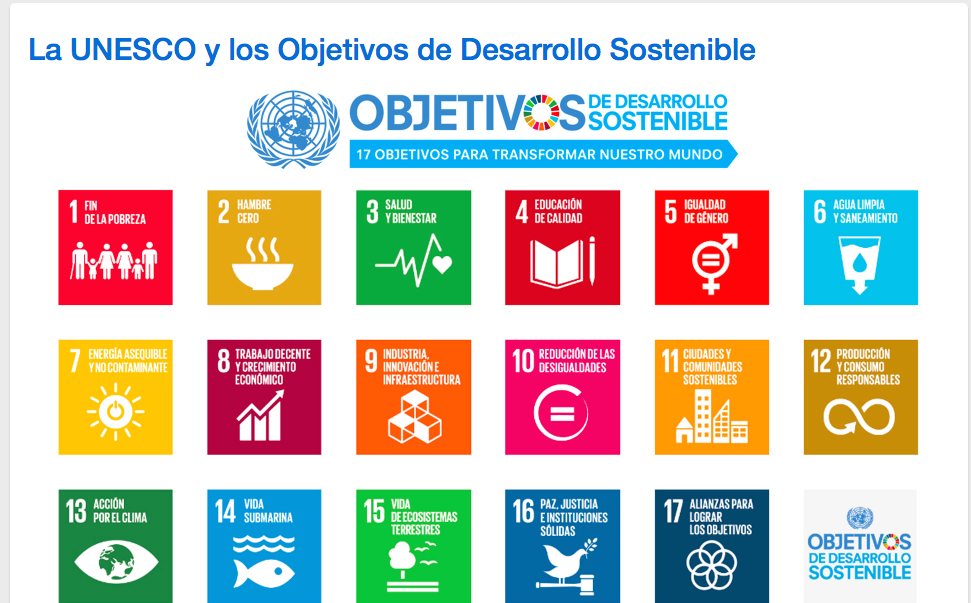 La UNESCO y los Objetivos de Desarrollo Sostenible
OBJETIVOS DE DESARROLLO
SOSTENIBLE
17 OBJETIVOS PARA TRANSFORMAR NUESTRO MUNDO
1 FIN
DE LA POBREZA
2 HAMBRE
CERO
3 SALUD
Y BIENESTAR
4 EDUCACIÓN
DE CALIDAD
5 IGUALDAD
DE GÉNERO
6 AGUA LIMPIA
Y SANEAMIENTO
7 ENERGÍA ASEQUIBLE
Y NO CONTAMINANTE
8 TRABAJO DECENTE
Y CRECIMIENTO
ECONÓMICO
9 INDUSTRIA,
INNOVACIÓN E
INFRAESTRUCTURA
10 REDUCCIÓN DE LAS
DESIGUALDADES
11 CIUDADES Y
COMUNIDADES
SOSTENIBLES
12 PRODUCCIÓN
Y CONSUMO
RESPONSABLES
13 ACCIÓN
POR EL CLIMA
14 VIDA
SUBMARINA
15 VIDA
DE ECOSISTEMAS
TERRESTRES
16 PAZ, JUSTICIA
E INSTITUCIONES
SÓLIDAS
17 ALIANZAS PARA
LOGRAR
LOS OBJETIVOS
OBJETIVOS
DE DESARROLLO
SOSTENIBLE